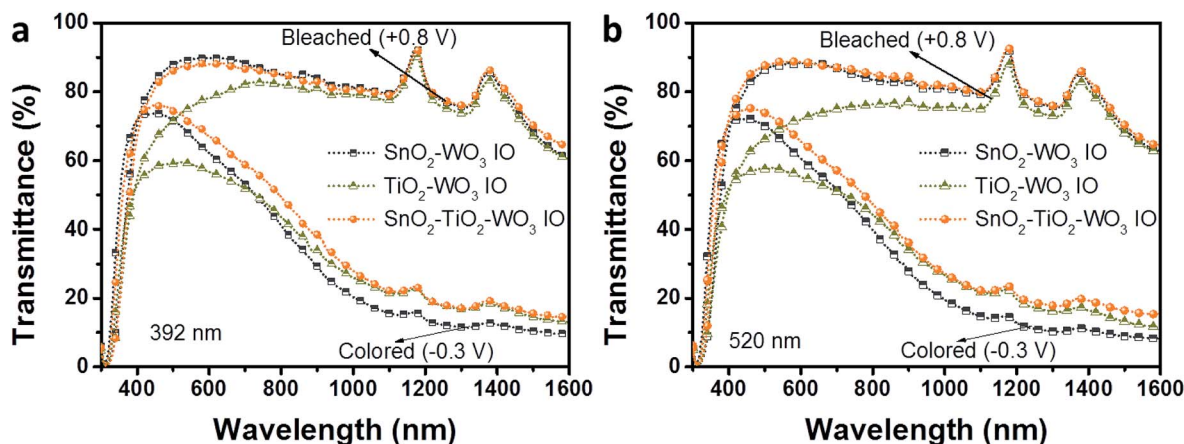 a
Transmittance (%)
100
80
60
40
20
0
Bleached (+0.8 V)
SnO₂-WO₃ IO
TiO₂-WO₃ IO
SnO₂-TiO₂-WO₃ IO
392 nm
Colored (-0.3 V)
400 600 800 1000 1200 1400 1600
Wavelength (nm)
b
Transmittance (%)
100
80
60
40
20
0
Bleached (+0.8 V)
SnO₂-WO₃ IO
TiO₂-WO₃ IO
SnO₂-TiO₂-WO₃ IO
520 nm
Colored (-0.3 V)
400 600 800 1000 1200 1400 1600
Wavelength (nm)